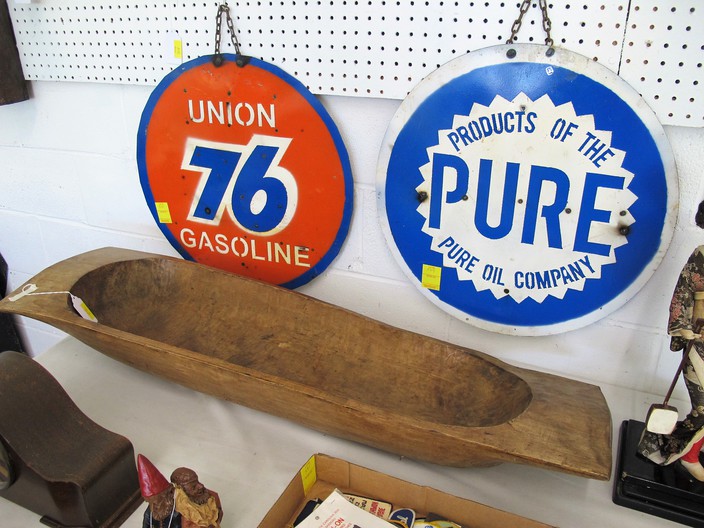 UNION
76
GASOLINE
PRODUCTS OF THE
PURE
PURE OIL COMPANY